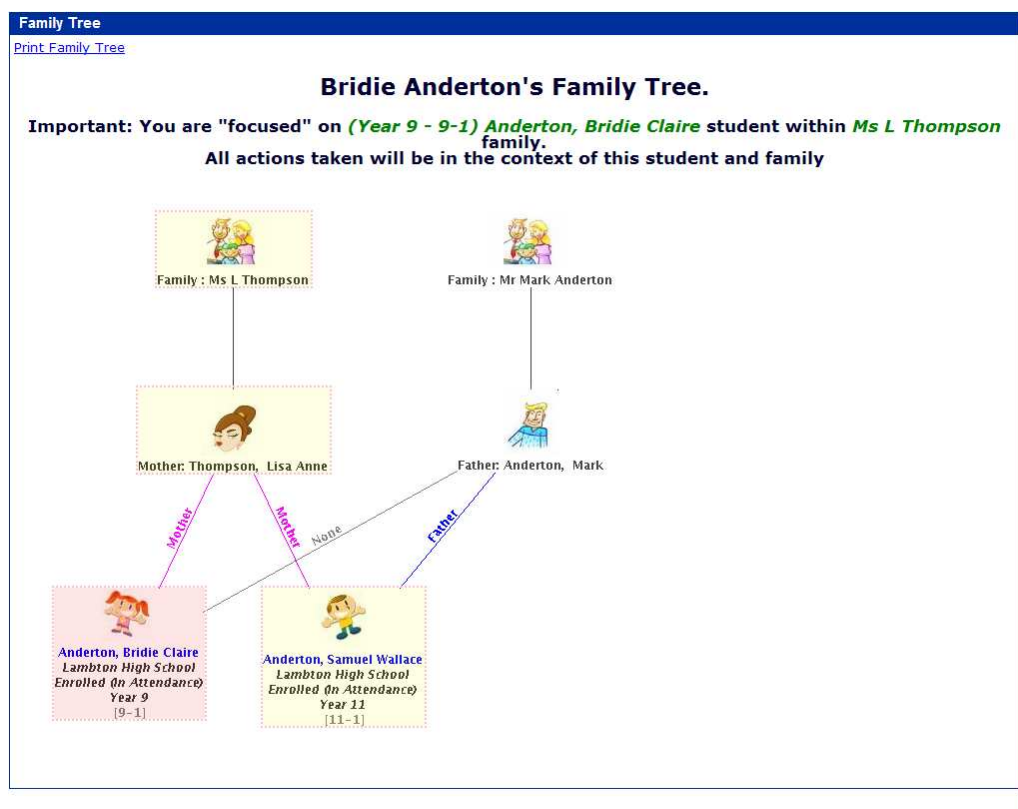 Family Tree
Print Family Tree
Bridie Anderton's Family Tree.
Important: You are "focused" on (Year 9 - 9-1) Anderton, Bridie Claire student within Ms L Thompson
family.
All actions taken will be in the context of this student and family
Family : Ms L Thompson
Family : Mr Mark Anderton
Mother: Thompson, Lisa Anne
Father: Anderton, Mark
Mother
Mother
None
Father
Anderton, Bridie Claire
Lambton High School
Enrolled (In Attendance)
Year 9
[9-1]
Anderton, Samuel Wallace
Lambton High School
Enrolled (In Attendance)
Year 11
[11-1]